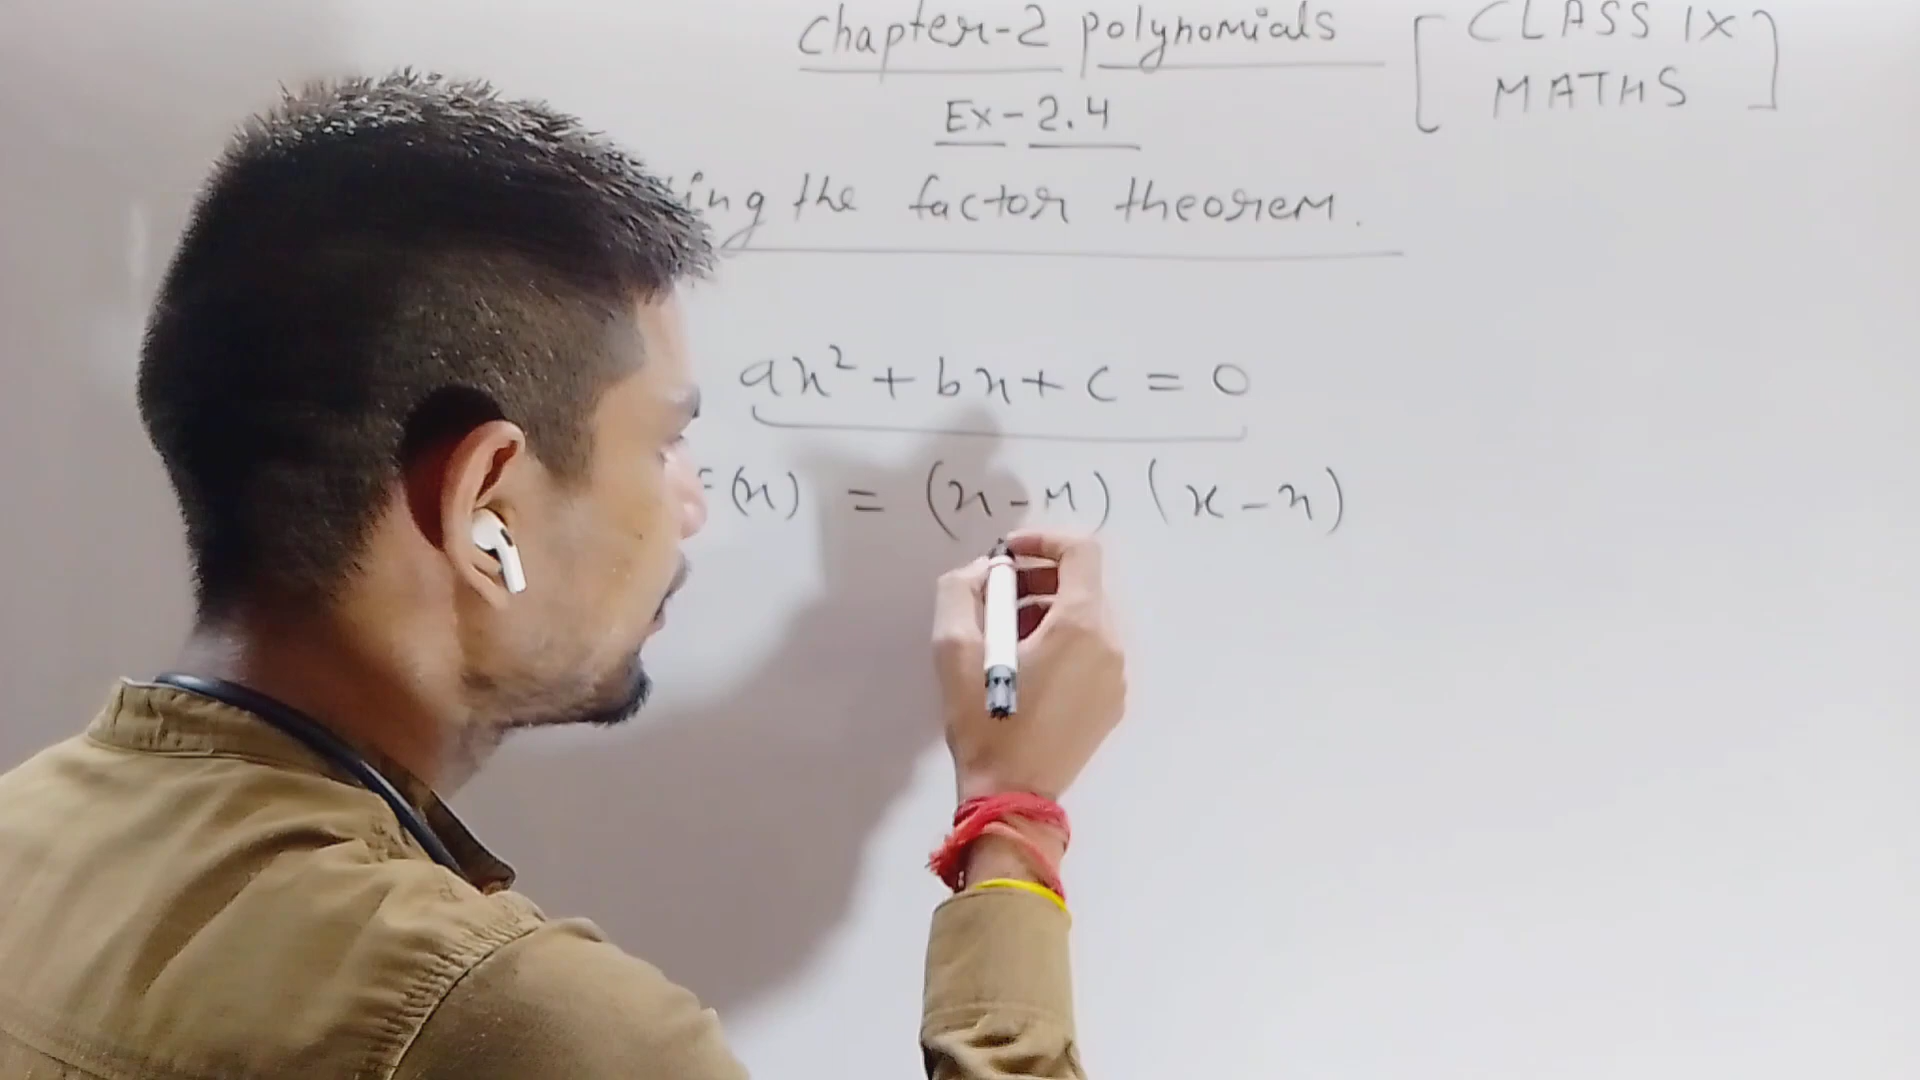 Chapter-2 polynomials [ CLASS IX
MATHS ]
Ex-2.4
ing the factor theorem.
ax² + bx + c = 0
(x) = (x-m) (x-n)